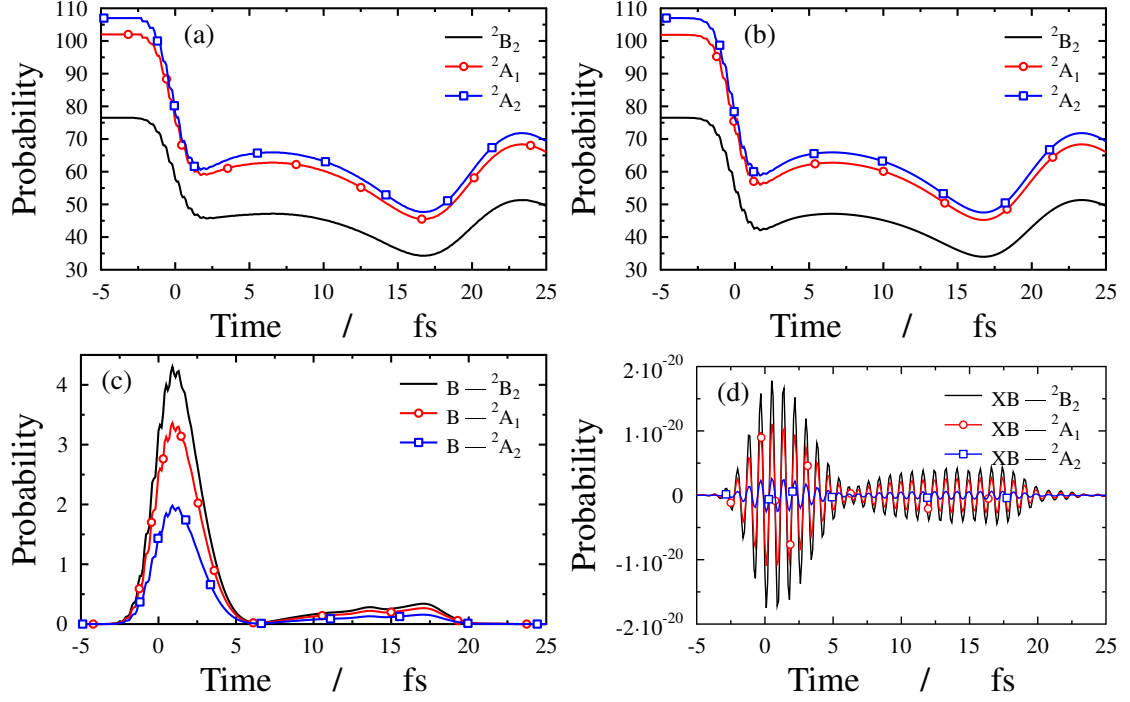 (a)
²B₂
²A₁
²A₂
Probability
110
100
90
80
70
60
50
40
30
-5 0 5 10 15 20 25
Time / fs
(b)
²B₂
²A₁
²A₂
Probability
110
100
90
80
70
60
50
40
30
-5 0 5 10 15 20 25
Time / fs
(c)
B — ²B₂
B — ²A₁
B — ²A₂
Probability
4
3
2
1
0
-5 0 5 10 15 20 25
Time / fs
(d)
XB — ²B₂
XB — ²A₁
XB — ²A₂
Probability
2·10⁻²⁰
1·10⁻²⁰
0
-1·10⁻²⁰
-2·10⁻²⁰
-5 0 5 10 15 20 25
Time / fs